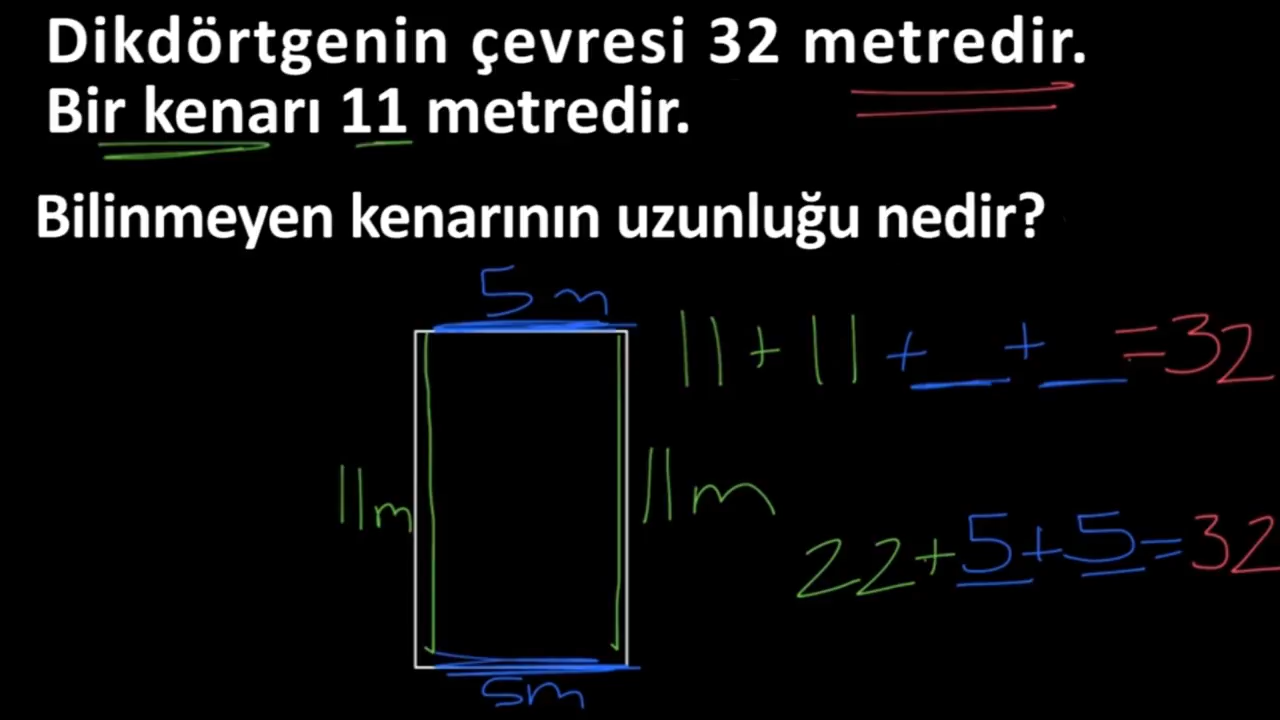 Dikdörtgenin çevresi 32 metredir.
Bir kenarı 11 metredir.
Bilinmeyen kenarının uzunluğu nedir?
5 m
11 + 11 + __ + __ = 32
11m
11m
22 + 5 + 5 = 32
5m